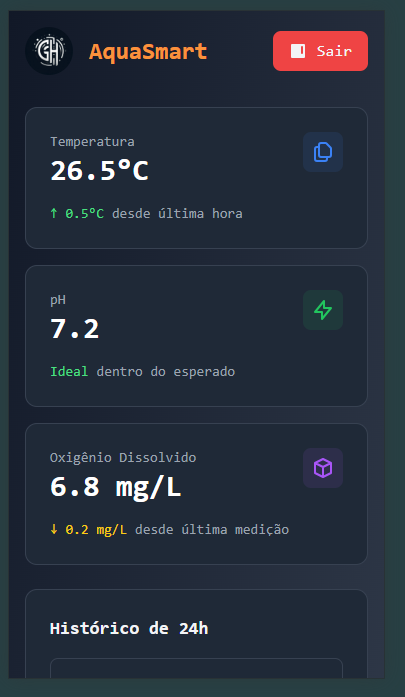 GH
AquaSmart
Sair
Temperatura
26.5°C
↑ 0.5°C desde última hora
pH
7.2
Ideal dentro do esperado
Oxigênio Dissolvido
6.8 mg/L
↓ 0.2 mg/L desde última medição
Histórico de 24h